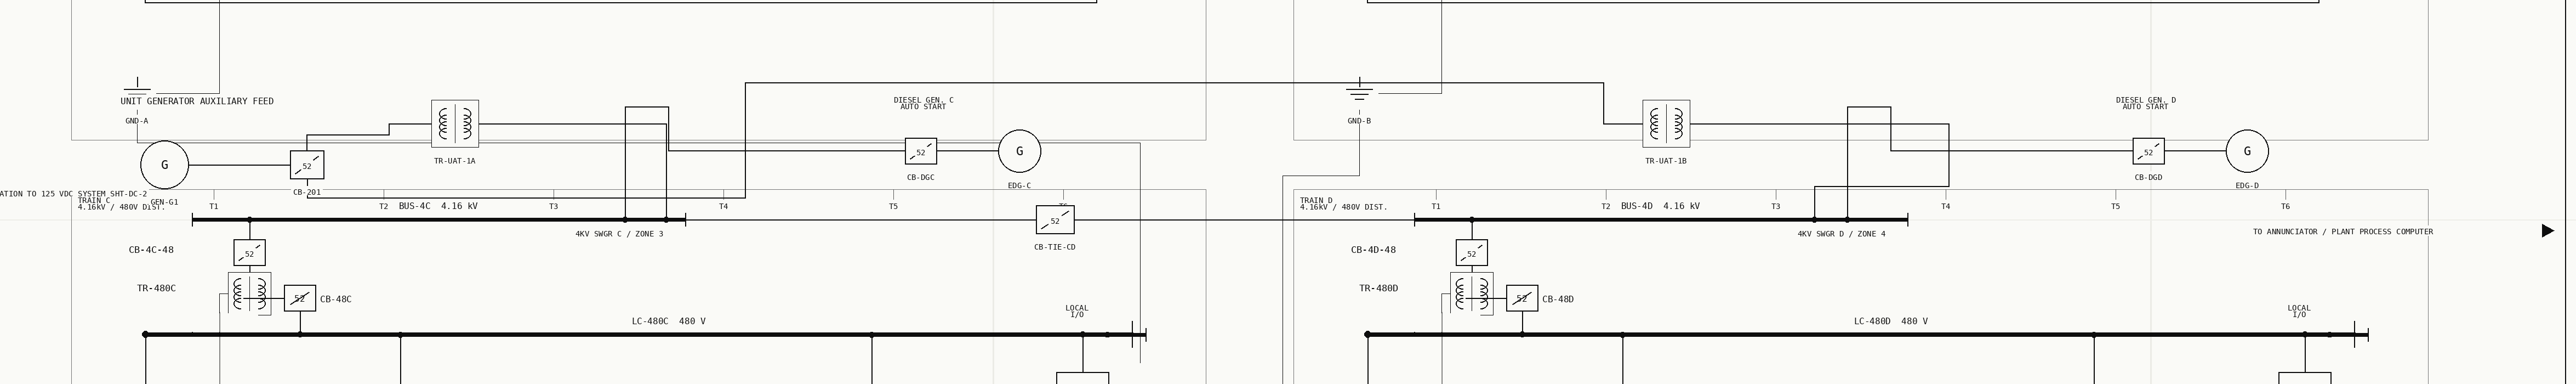 UNIT GENERATOR AUXILIARY FEED
GND-A
DIESEL GEN. C
AUTO START
GND-B
DIESEL GEN. D
AUTO START
G
52
TR-UAT-1A
52
CB-DGC
G
EDG-C
TR-UAT-1B
52
CB-DGD
G
EDG-D
ATION TO 125 VDC SYSTEM SHT-DC-2
GEN-G1
CB-201
TRAIN C
4.16kV / 480V DIST.
T1
T2
BUS-4C 4.16 kV
T3
T4
T5
TRAIN D
4.16kV / 480V DIST.
T1
T2
BUS-4D 4.16 kV
T3
T4
T5
T6
52
CB-TIE-CD
4KV SWGR C / ZONE 3
4KV SWGR D / ZONE 4
TO ANNUNCIATOR / PLANT PROCESS COMPUTER
CB-4C-48
52
CB-4D-48
52
TR-480C
52
CB-48C
TR-480D
52
CB-48D
LC-480C 480 V
LOCAL
I/O
LC-480D 480 V
LOCAL
I/O